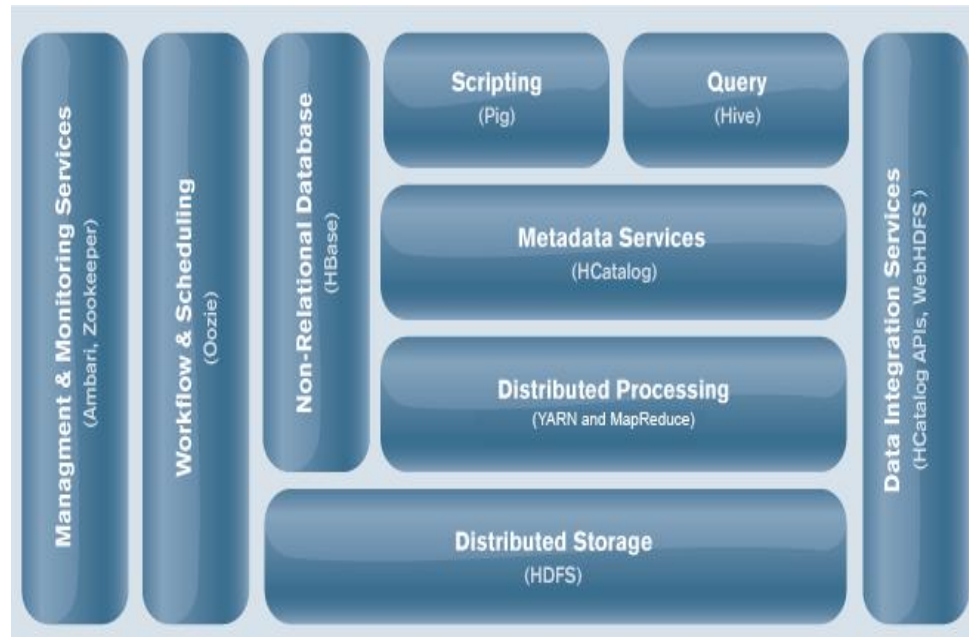 Managment & Monitoring Services
(Ambari, Zookeeper)
Workflow & Scheduling
(Oozie)
Non-Relational Database
(HBase)
Scripting
(Pig)
Query
(Hive)
Metadata Services
(HCatalog)
Distributed Processing
(YARN and MapReduce)
Distributed Storage
(HDFS)
Data Integration Services
(HCatalog APIs, WebHDFS )